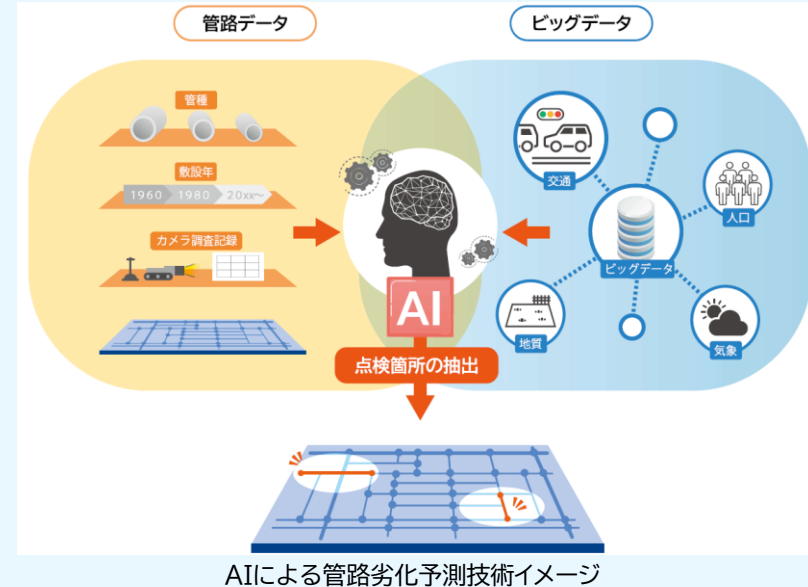 管路データ
ビッグデータ
管種
敷設年
1960 1980 20xx〜
カメラ調査記録
交通
人口
ビッグデータ
地質
気象
AI
点検箇所の抽出
AIによる管路劣化予測技術イメージ